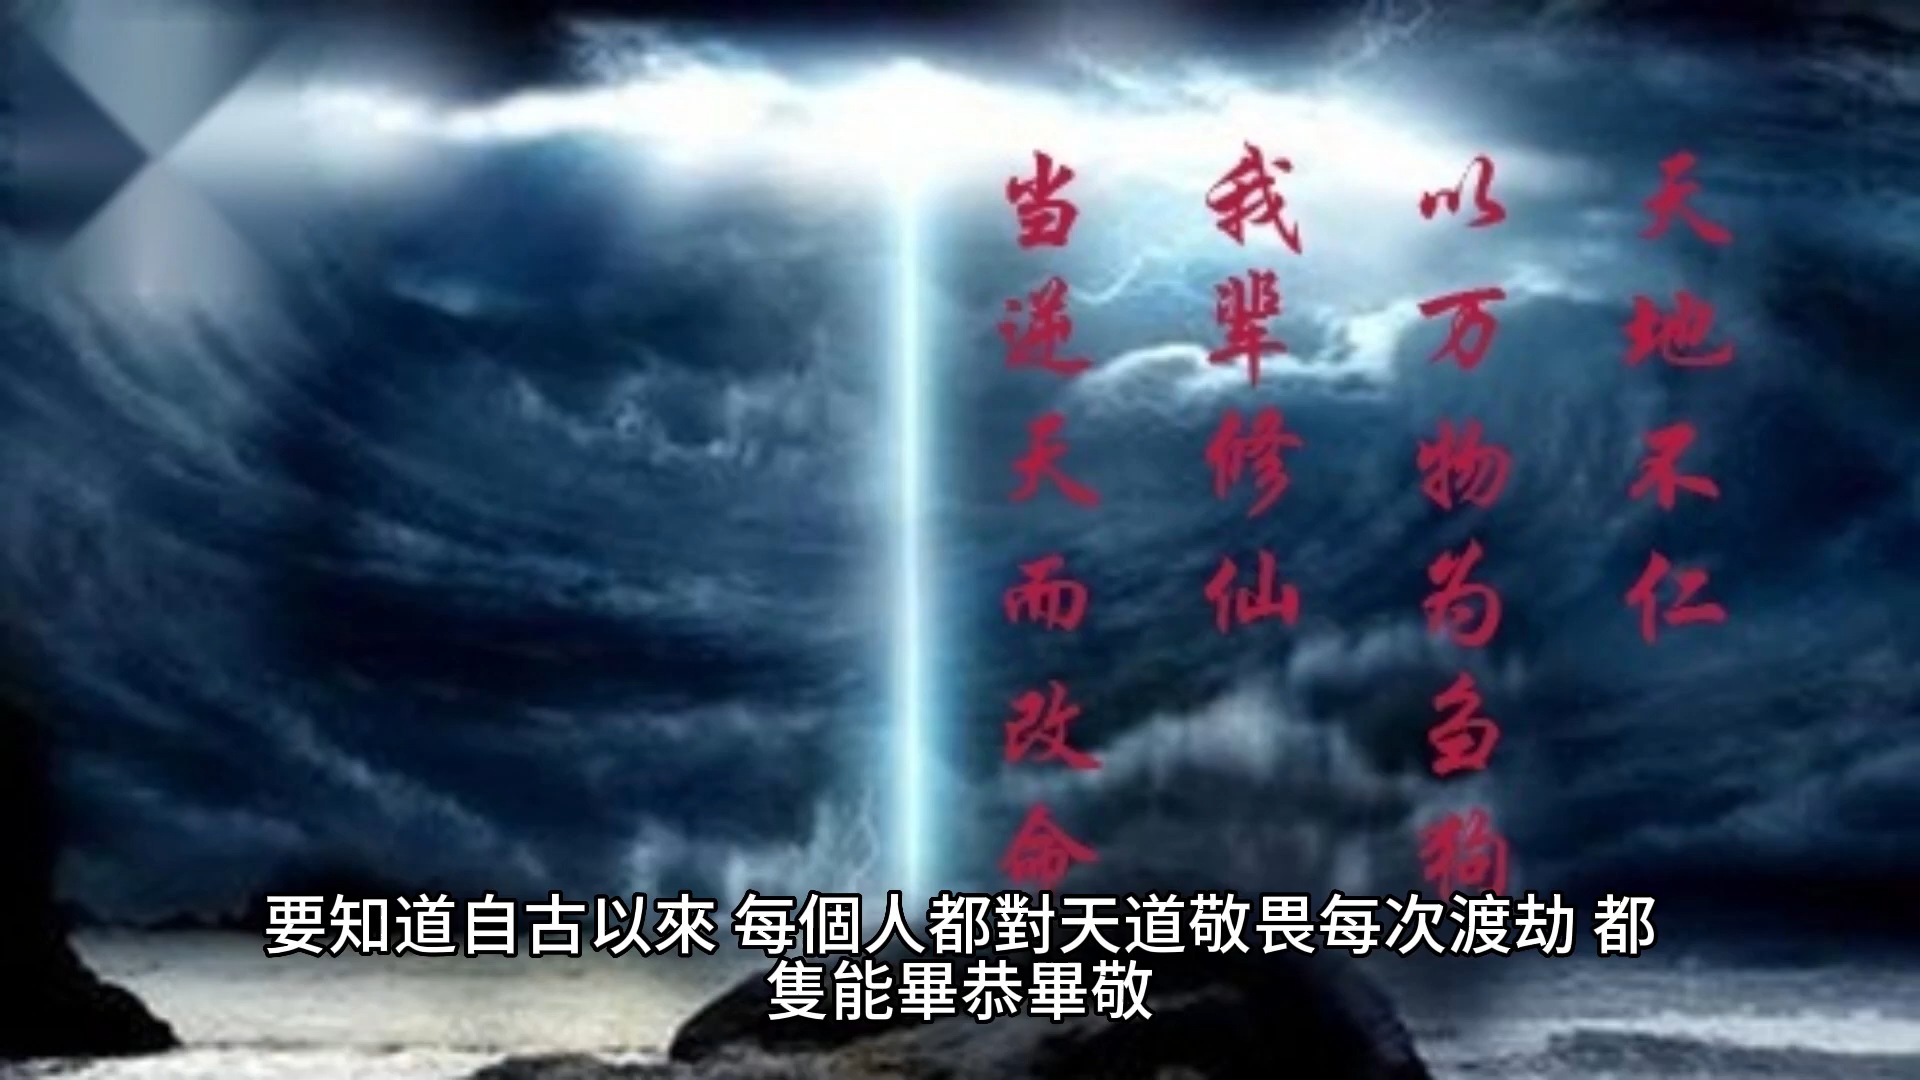 天地不仁
以万物为刍狗
我辈修仙
当逆天而改命
要知道自古以來 每個人都對天道敬畏每次渡劫 都
隻能畢恭畢敬